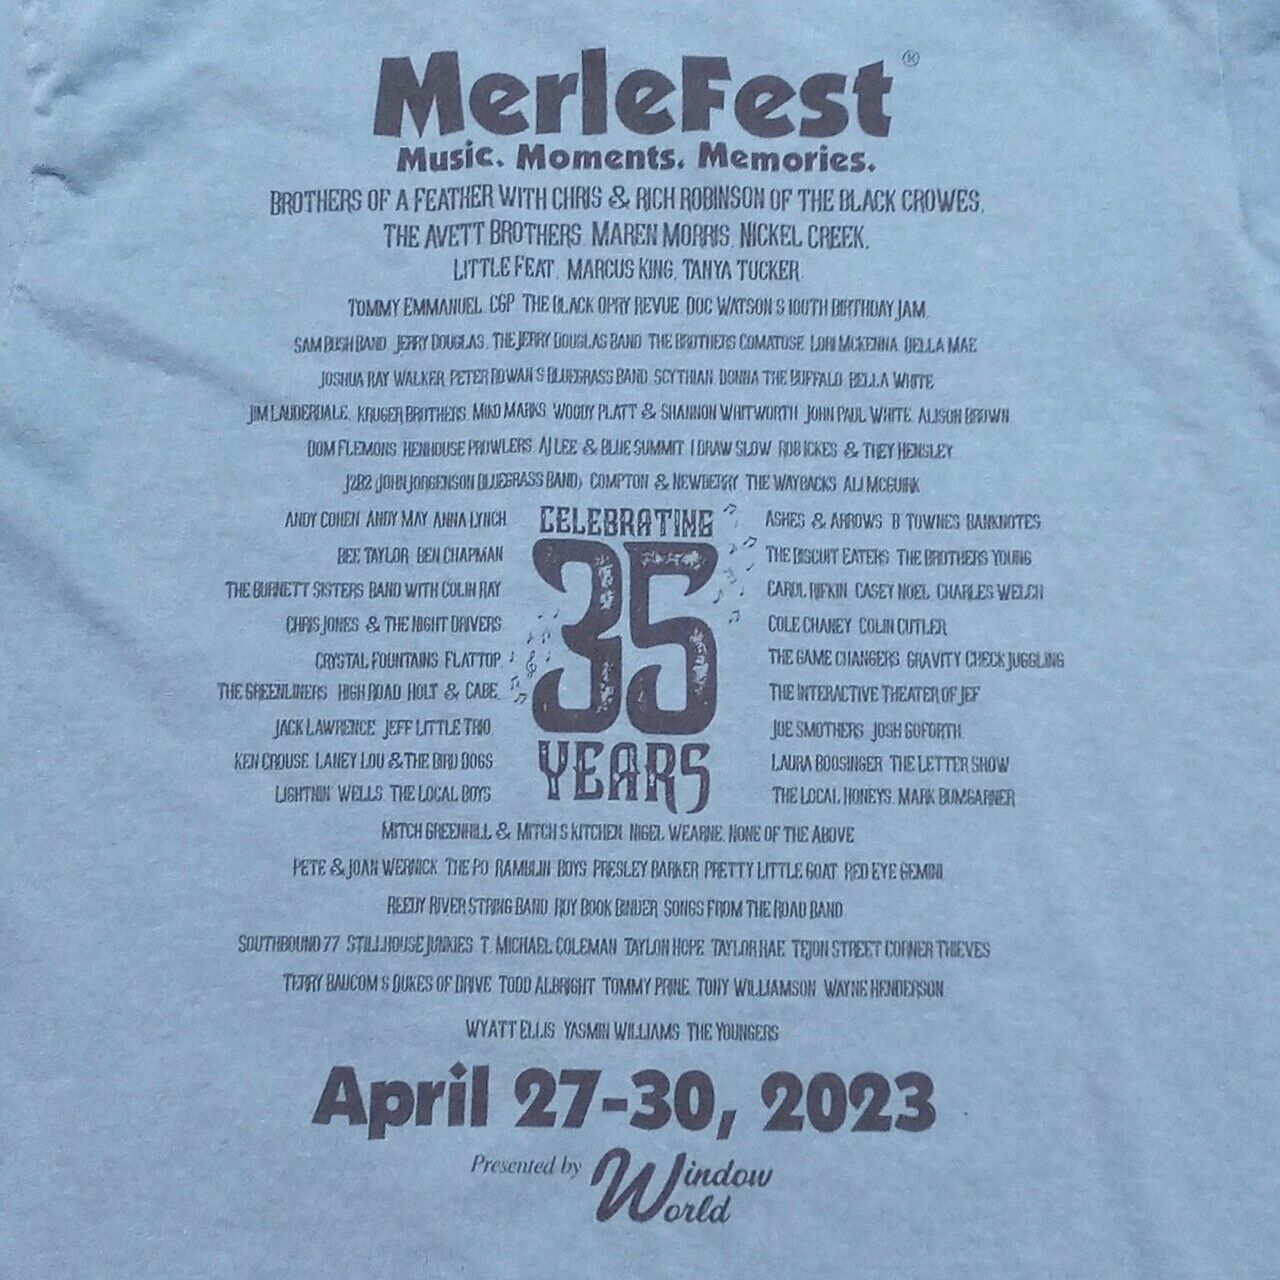 MerleFest®
Music. Moments. Memories.
BROTHERS OF A FEATHER WITH CHRIS & RICH ROBINSON OF THE BLACK CROWES,
THE AVETT BROTHERS, MAREN MORRIS, NICKEL CREEK,
LITTLE FEAT, MARCUS KING, TANYA TUCKER
TOMMY EMMANUEL, CGP THE BLACK OPRY REVUE, DOC WATSON'S 100TH BIRTHDAY JAM,
SAM BUSH BAND, JERRY DOUGLAS, THE JERRY DOUGLAS BAND, THE BROTHERS COMATOSE, LORI MCKENNA, DELLA MAE
JOSHUA RAY WALKER, PETER ROWAN'S BLUEGRASS BAND, SCYTHIAN, DONNA THE BUFFALO, BELLA WHITE
JIM LAUDERDALE, KRUGER BROTHERS, MIKO MARKS, WOODY PLATT & SHANNON WHITWORTH, JOHN PAUL WHITE, ALISON BROWN
DOM FLEMONS, HENHOUSE PROWLERS, AJ LEE & BLUE SUMMIT, I DRAW SLOW, ROB ICKES & TREY HENSLEY
J2B2 (JOHN JORGENSON BLUEGRASS BAND), COMPTON & NEWBERRY, THE WAYBACKS, ALI MCGUIRK
ANDY COHEN, ANDY MAY, ANNA LYNCH
BEE TAYLOR, BEN CHAPMAN
THE BURNETT SISTERS BAND WITH COLIN RAY
CHRIS JONES & THE NIGHT DRIVERS
CRYSTAL FOUNTAINS, FLATTOP
THE GREENLINERS, HIGH ROAD, HOLT & CABE
JACK LAWRENCE, JEFF LITTLE TRIO
KEN CROUSE, LANEY LOU & THE BIRD DOGS
LIGHTNIN' WELLS, THE LOCAL BOYS
CELEBRATING
35
YEARS
ASHES & ARROWS, B TOWNES, BANKNOTES
THE BISCUIT EATERS, THE BROTHERS YOUNG
CAROL RIFKIN, CASEY NOEL, CHARLES WELCH
COLE CHANEY, COLIN CUTLER
THE GAME CHANGERS, GRAVITY CHECK JUGGLING
THE INTERACTIVE THEATER OF JEF
JOE SMOTHERS, JOSH GOFORTH
LAURA BOOSINGER, THE LETTER SHOW
THE LOCAL HONEYS, MARK BUMGARNER
MITCH GREENHILL & MITCH'S KITCHEN, NIGEL WEARNE, NONE OF THE ABOVE
PETE & JOAN WERNICK, THE PO' RAMBLIN' BOYS, PRESLEY BARKER, PRETTY LITTLE GOAT, RED EYE GEMINI
REEDY RIVER STRING BAND, ROY BOOK BINDER, SONGS FROM THE ROAD BAND
SOUTHBOUND 77, STILLHOUSE JUNKIES, T. MICHAEL COLEMAN, TAYLON HOPE, TAYLOR RAE, TEJON STREET CORNER THIEVES
TERRY BAUCOM'S DUKES OF DRIVE, TODD ALBRIGHT, TOMMY PRINE, TONY WILLIAMSON, WAYNE HENDERSON
WYATT ELLIS, YASMIN WILLIAMS, THE YOUNGERS
April 27-30, 2023
Presented by Window World